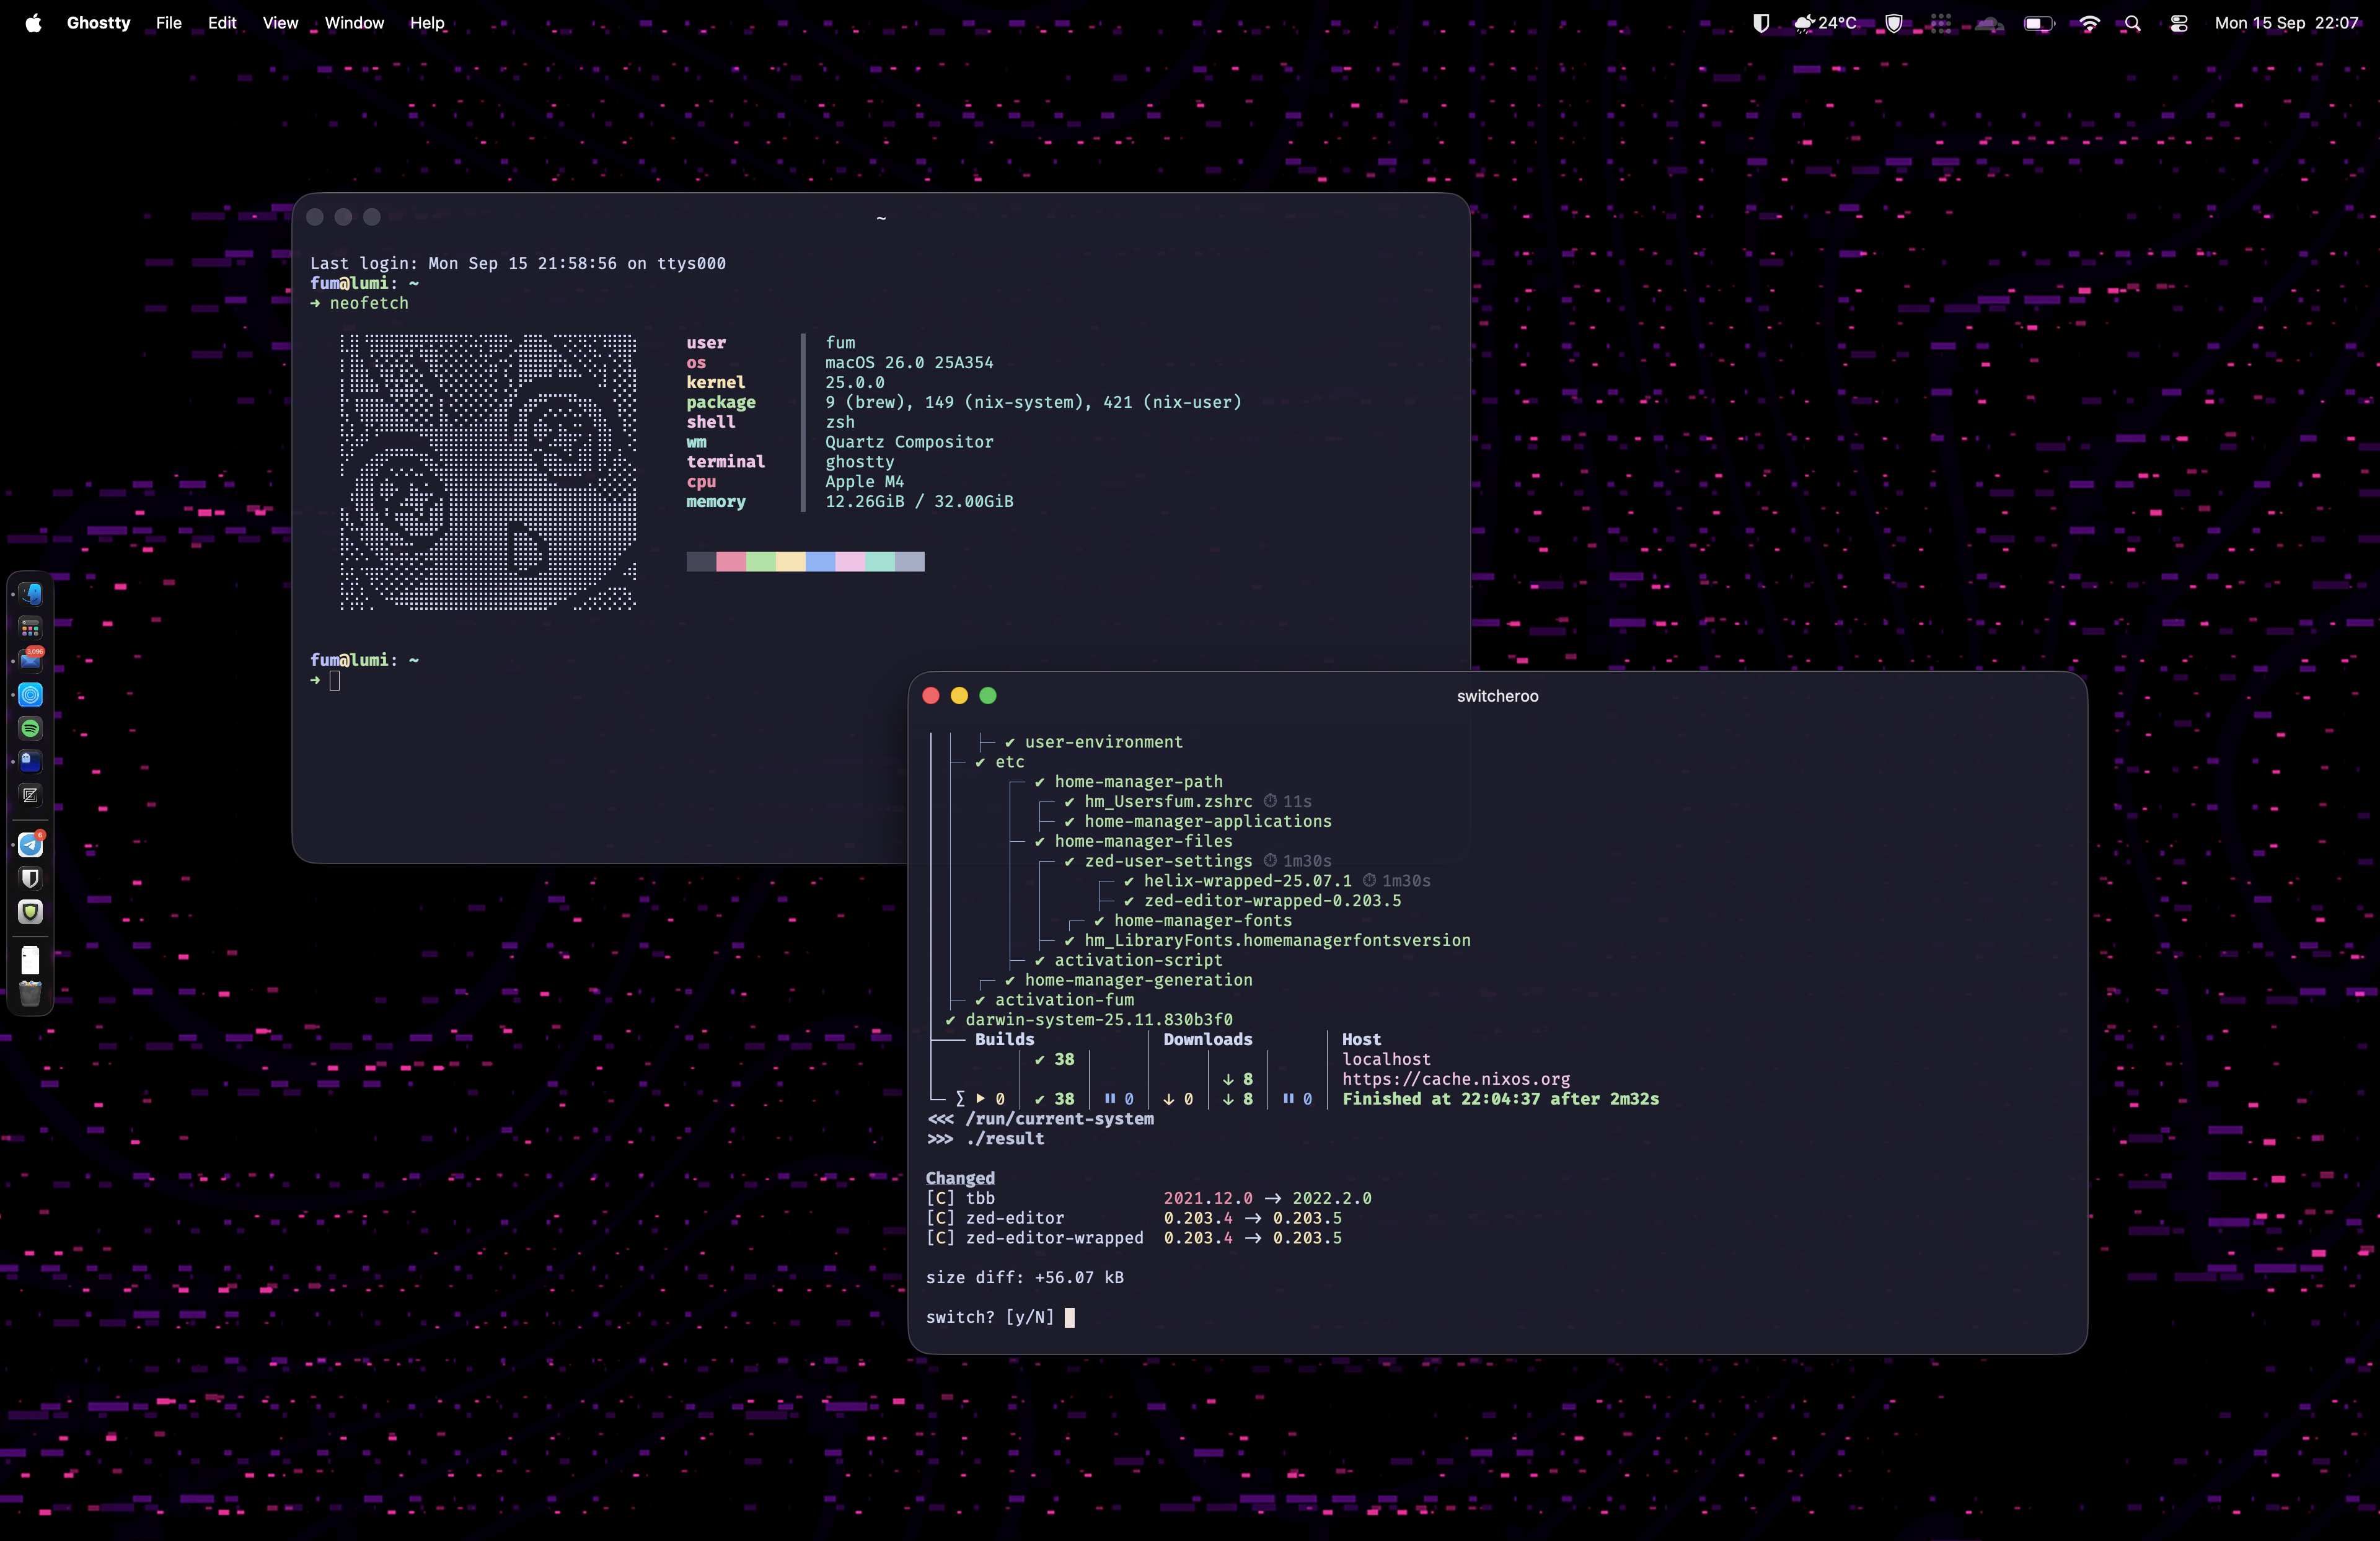 Ghostty File Edit View Window Help 24°C Mon 15 Sep 22:07
~
Last login: Mon Sep 15 21:58:56 on ttys000
fum@lumi: ~
➜ neofetch
user fum
os macOS 26.0 25A354
kernel 25.0.0
package 9 (brew), 149 (nix-system), 421 (nix-user)
shell zsh
wm Quartz Compositor
terminal ghostty
cpu Apple M4
memory 12.26GiB / 32.00GiB
fum@lumi: ~
➜
3,096
6
switcheroo
✔ user-environment
✔ etc
✔ home-manager-path
✔ hm_Usersfum.zshrc ⏱ 11s
✔ home-manager-applications
✔ home-manager-files
✔ zed-user-settings ⏱ 1m30s
✔ helix-wrapped-25.07.1 ⏱ 1m30s
✔ zed-editor-wrapped-0.203.5
✔ home-manager-fonts
✔ hm_LibraryFonts.homemanagerfontsversion
✔ activation-script
✔ home-manager-generation
✔ activation-fum
✔ darwin-system-25.11.830b3f0
Builds Downloads Host
✔ 38 localhost
↓ 8 https://cache.nixos.org
∑ ▶ 0 ✔ 38 ⏸ 0 ↓ 0 ↓ 8 ⏸ 0 Finished at 22:04:37 after 2m32s
<<< /run/current-system
>>> ./result
Changed
[C] tbb 2021.12.0 → 2022.2.0
[C] zed-editor 0.203.4 → 0.203.5
[C] zed-editor-wrapped 0.203.4 → 0.203.5
size diff: +56.07 kB
switch? [y/N]